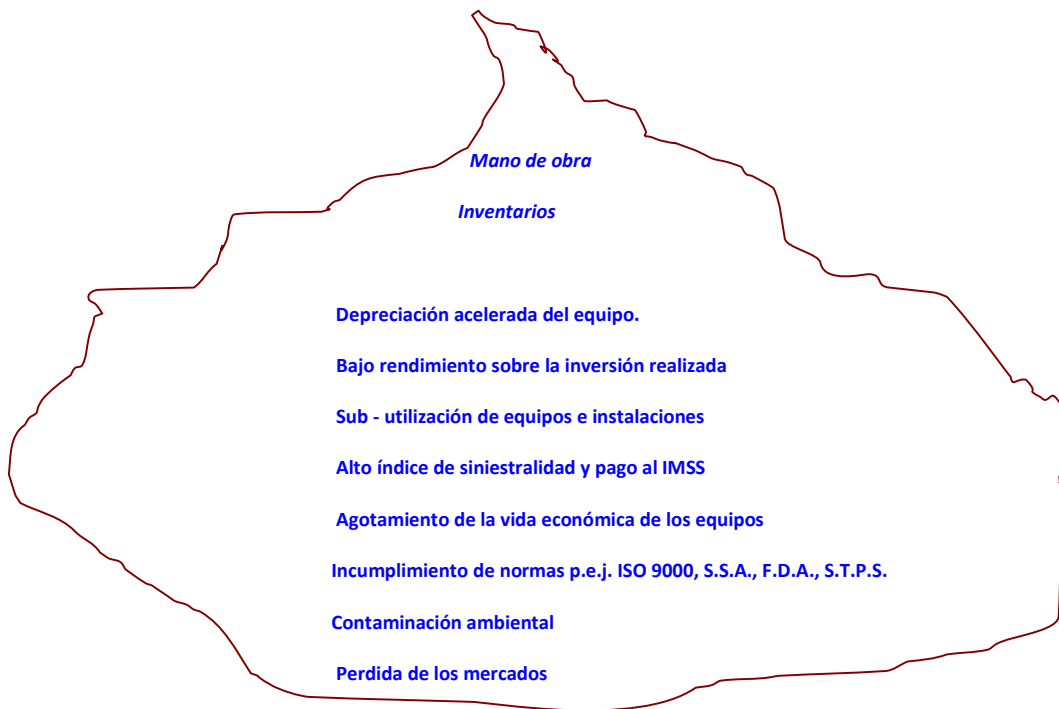 Mano de obra
Inventarios
Depreciación acelerada del equipo.
Bajo rendimiento sobre la inversión realizada
Sub - utilización de equipos e instalaciones
Alto índice de siniestralidad y pago al IMSS
Agotamiento de la vida económica de los equipos
Incumplimiento de normas p.e.j. ISO 9000, S.S.A., F.D.A., S.T.P.S.
Contaminación ambiental
Perdida de los mercados